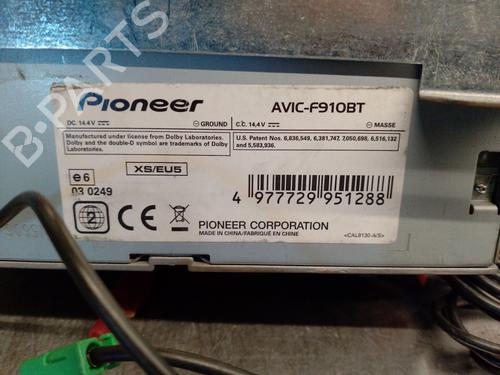 Pioneer
AVIC-F910BT
DC. 14.4V GROUND C.C. 14,4V MASSE
Manufactured under license from Dolby Laboratories.
Dolby and the double-D symbol are trademarks of Dolby
Laboratories.
U.S. Patent Nos. 6,836,549, 6,381,747, 7,050,698, 6,516,132
and 5,583,936.
e6
03 0249
XS/EU5
2
CE
4 977729 951288
PIONEER CORPORATION
MADE IN CHINA/FABRIQUÉ EN CHINE
<CAL8130-A/S>
B-PARTS